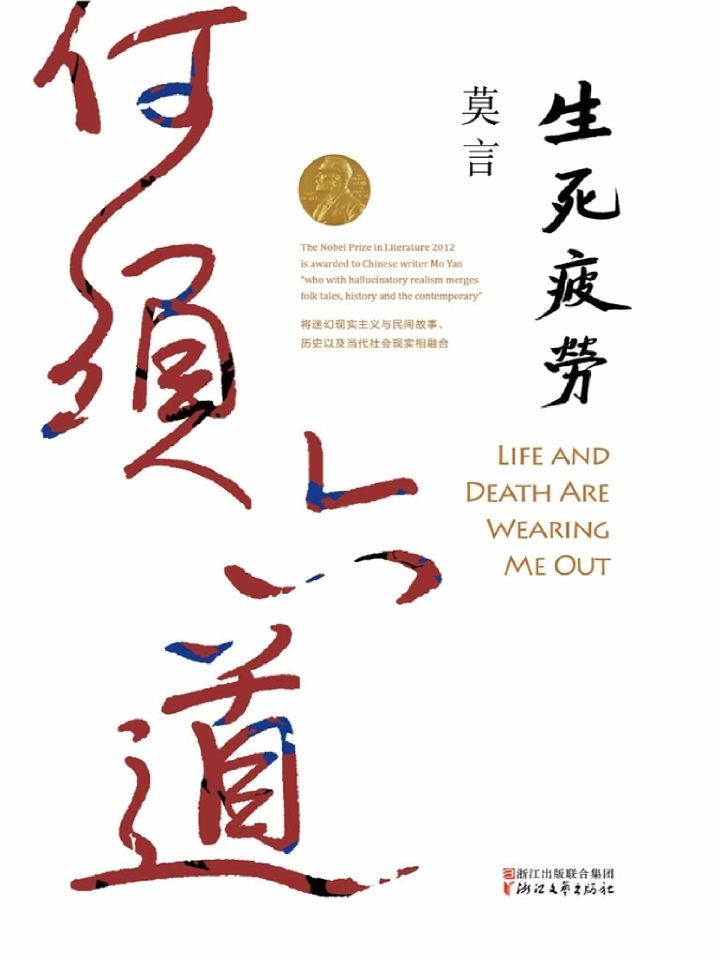 生死疲勞
莫言
LIFE AND
DEATH ARE
WEARING
ME OUT
The Nobel Prize in Literature 2012
is awarded to Chinese writer Mo Yan
"who with hallucinatory realism merges
folk tales, history and the contemporary"
将迷幻现实主义与民间故事、
历史以及当代社会现实相融合
何須六道
浙江出版联合集团
浙江文艺出版社